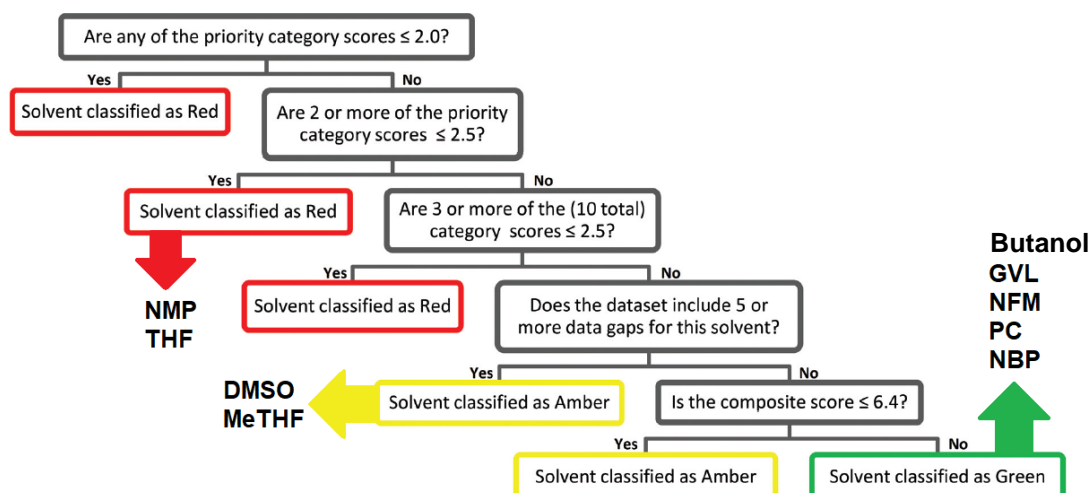 Are any of the priority category scores ≤ 2.0?
Yes
No
Solvent classified as Red
Are 2 or more of the priority
category scores ≤ 2.5?
Yes
No
Solvent classified as Red
Are 3 or more of the (10 total)
category scores ≤ 2.5?
NMP
THF
Yes
No
Solvent classified as Red
Does the dataset include 5 or
more data gaps for this solvent?
Butanol
GVL
NFM
PC
NBP
Yes
No
DMSO
MeTHF
Solvent classified as Amber
Is the composite score ≤ 6.4?
Yes
No
Solvent classified as Amber
Solvent classified as Green